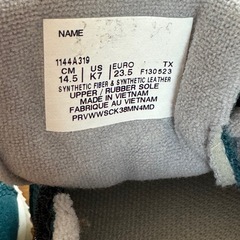 NAME
1144A319
CM US EURO TX
14.5 K7 23.5 F130523
SYNTHETIC FIBER & SYNTHETIC LEATHER
UPPER / RUBBER SOLE
MADE IN VIETNAM
FABRIQUE AU VIETNAM
PRVWWSCK38MN4MD